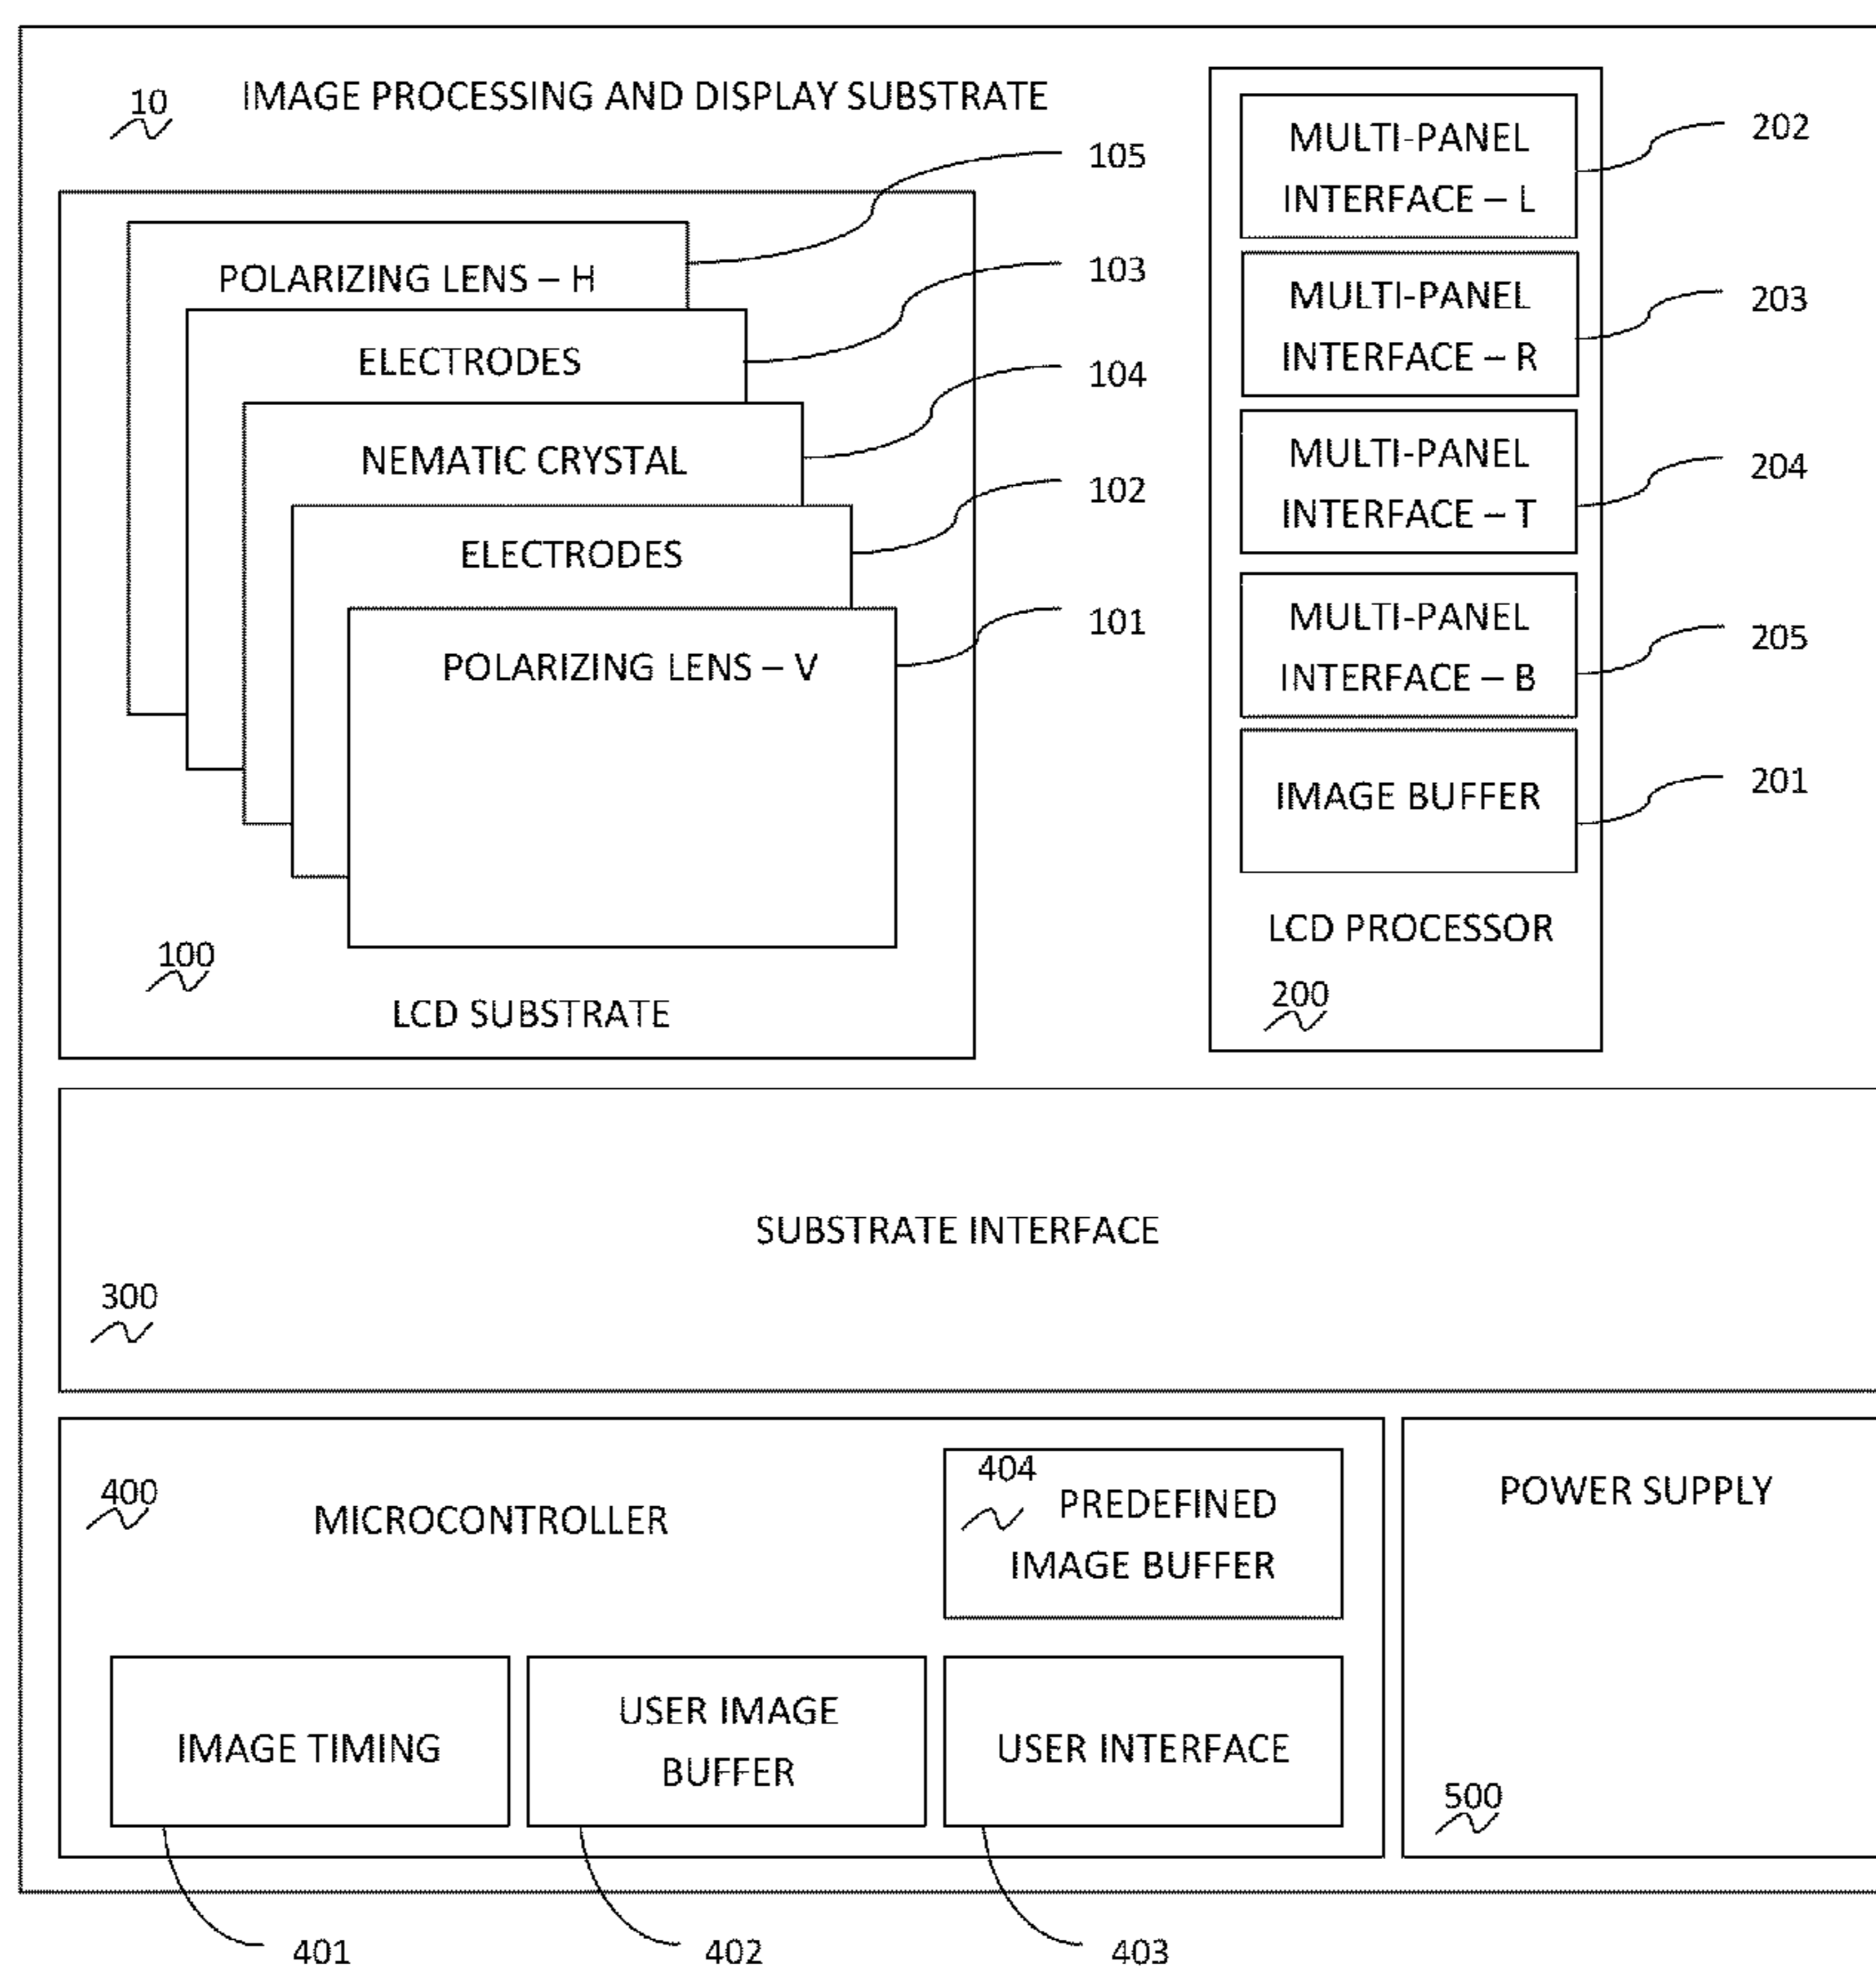 10
IMAGE PROCESSING AND DISPLAY SUBSTRATE
105
POLARIZING LENS – H
103
ELECTRODES
104
NEMATIC CRYSTAL
102
ELECTRODES
101
POLARIZING LENS – V
100
LCD SUBSTRATE
MULTI-PANEL
INTERFACE – L
202
MULTI-PANEL
INTERFACE – R
203
MULTI-PANEL
INTERFACE – T
204
MULTI-PANEL
INTERFACE – B
205
IMAGE BUFFER
201
LCD PROCESSOR
200
SUBSTRATE INTERFACE
300
400
MICROCONTROLLER
404
PREDEFINED
IMAGE BUFFER
IMAGE TIMING
USER IMAGE
BUFFER
USER INTERFACE
POWER SUPPLY
500
401
402
403